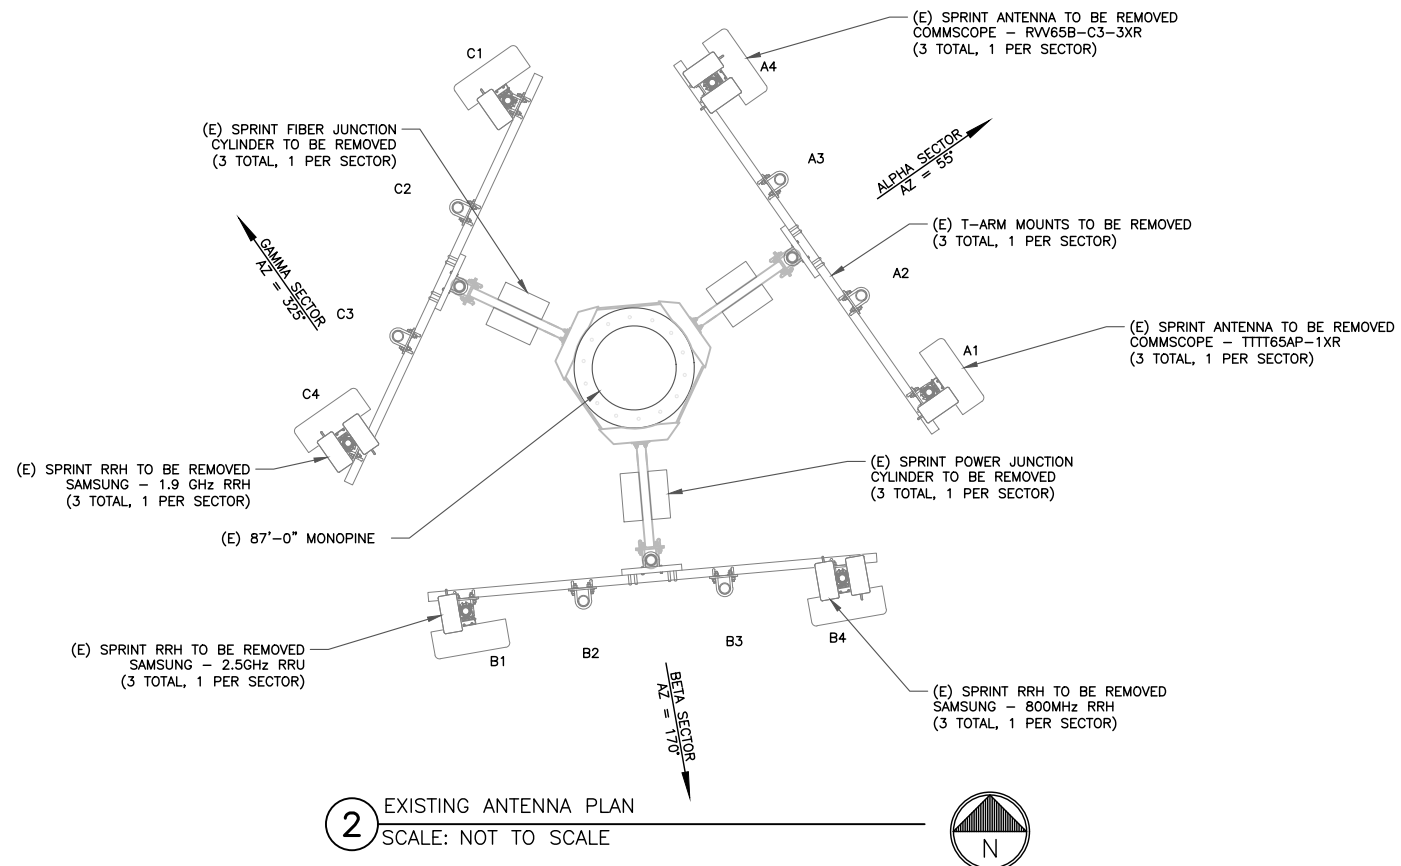 (E) SPRINT ANTENNA TO BE REMOVED
COMMSCOPE - RVV65B-C3-3XR
(3 TOTAL, 1 PER SECTOR)
C1
A4
(E) SPRINT FIBER JUNCTION
CYLINDER TO BE REMOVED
(3 TOTAL, 1 PER SECTOR)
A3
ALPHA SECTOR
AZ = 55°
C2
(E) T-ARM MOUNTS TO BE REMOVED
(3 TOTAL, 1 PER SECTOR)
GAMMA SECTOR
AZ = 325°
A2
C3
(E) SPRINT ANTENNA TO BE REMOVED
COMMSCOPE - TTTT65AP-1XR
(3 TOTAL, 1 PER SECTOR)
A1
C4
(E) SPRINT RRH TO BE REMOVED
SAMSUNG - 1.9 GHz RRH
(3 TOTAL, 1 PER SECTOR)
(E) SPRINT POWER JUNCTION
CYLINDER TO BE REMOVED
(3 TOTAL, 1 PER SECTOR)
(E) 87'-0" MONOPINE
(E) SPRINT RRH TO BE REMOVED
SAMSUNG - 2.5GHz RRU
(3 TOTAL, 1 PER SECTOR)
B1
B2
B3
B4
BETA SECTOR
AZ = 170°
(E) SPRINT RRH TO BE REMOVED
SAMSUNG - 800MHz RRH
(3 TOTAL, 1 PER SECTOR)
2
EXISTING ANTENNA PLAN
SCALE: NOT TO SCALE
N